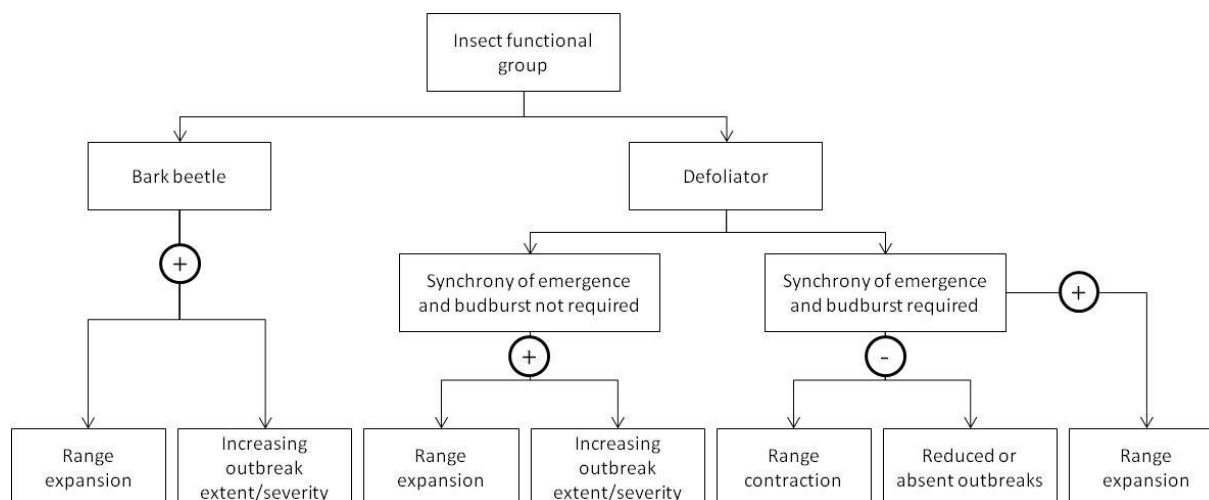 Insect functional
group
Bark beetle
Defoliator
+
Synchrony of emergence
and budburst not required
Synchrony of emergence
and budburst required
+
+
-
Range
expansion
Increasing
outbreak
extent/severity
Range
expansion
Increasing
outbreak
extent/severity
Range
contraction
Reduced or
absent outbreaks
Range
expansion